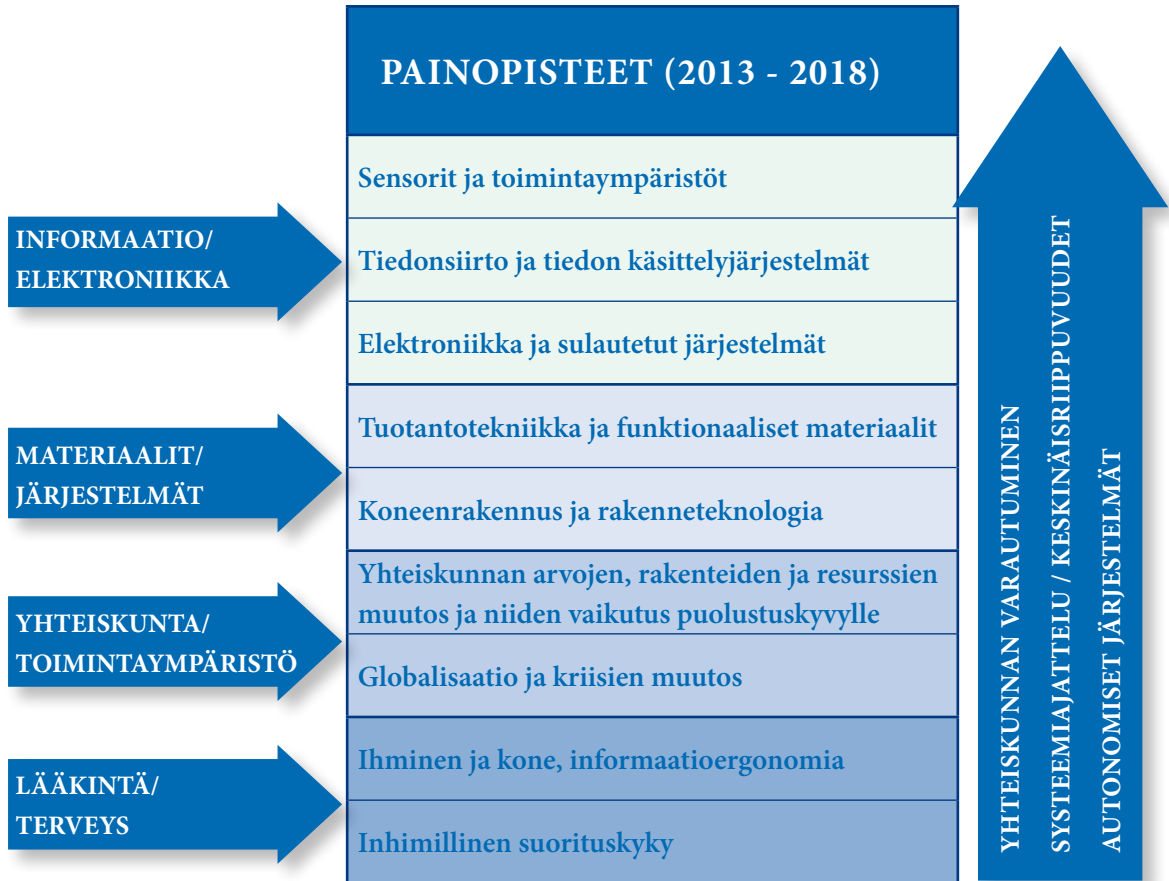 PAINOPISTEET (2013 - 2018)
INFORMAATIO/
ELEKTRONIIKKA
Sensorit ja toimintaympäristöt
Tiedonsiirto ja tiedon käsittelyjärjestelmät
Elektroniikka ja sulautetut järjestelmät
MATERIAALIT/
JÄRJESTELMÄT
Tuotantotekniikka ja funktionaaliset materiaalit
Koneenrakennus ja rakenneteknologia
YHTEISKUNTA/
TOIMINTAYMPÄRISTÖ
Yhteiskunnan arvojen, rakenteiden ja resurssien
muutos ja niiden vaikutus puolustuskyvylle
Globalisaatio ja kriisien muutos
LÄÄKINTÄ/
TERVEYS
Ihminen ja kone, informaatioergonomia
Inhimillinen suorituskyky
YHTEISKUNNAN VARAUTUMINEN
SYSTEEMIAJATTELU / KESKINÄISRIIPPUVUUDET
AUTONOMISET JÄRJESTELMÄT